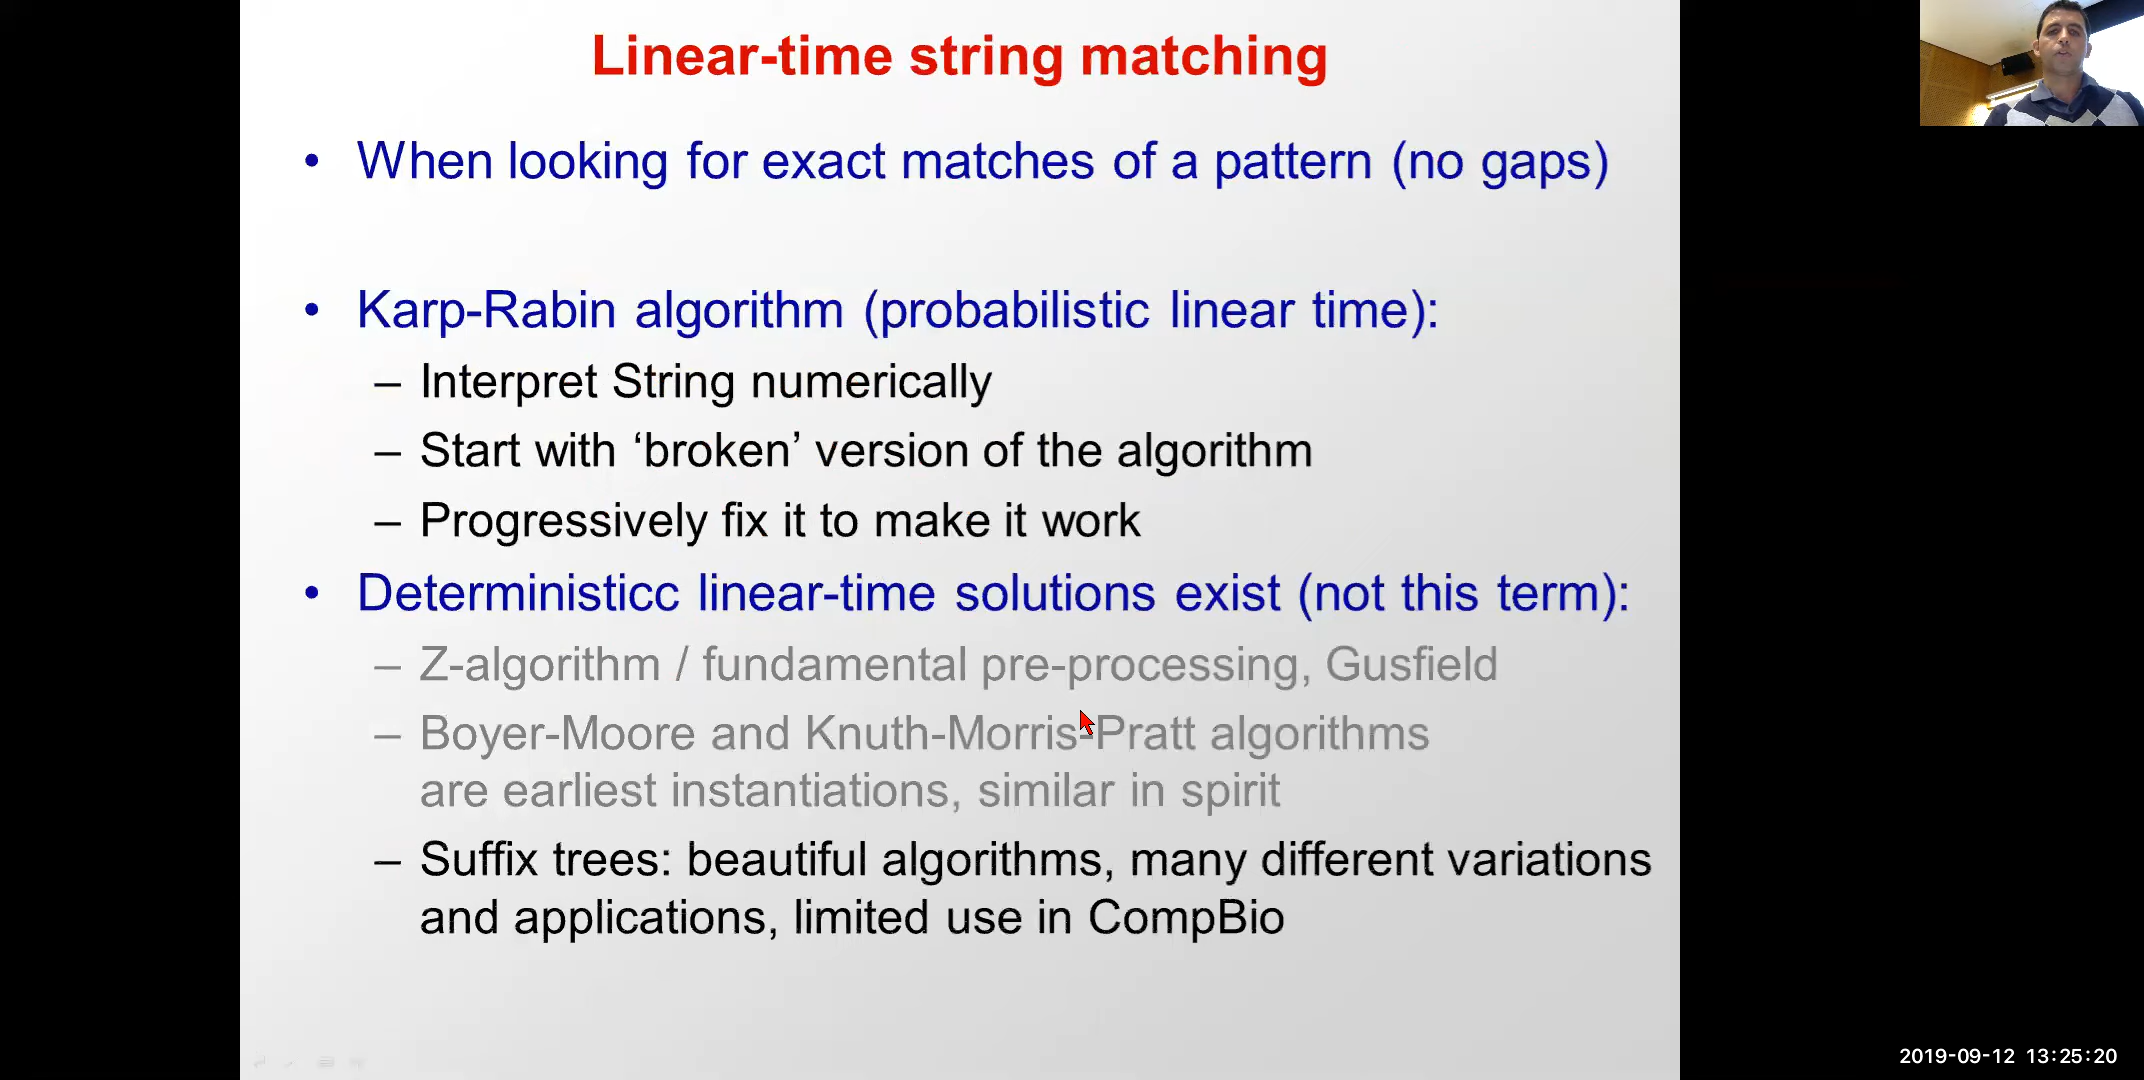 Linear-time string matching
• When looking for exact matches of a pattern (no gaps)
• Karp-Rabin algorithm (probabilistic linear time):
– Interpret String numerically
– Start with ‘broken’ version of the algorithm
– Progressively fix it to make it work
• Deterministicc linear-time solutions exist (not this term):
– Z-algorithm / fundamental pre-processing, Gusfield
– Boyer-Moore and Knuth-Morris-Pratt algorithms
are earliest instantiations, similar in spirit
– Suffix trees: beautiful algorithms, many different variations
and applications, limited use in CompBio
2019-09-12 13:25:20